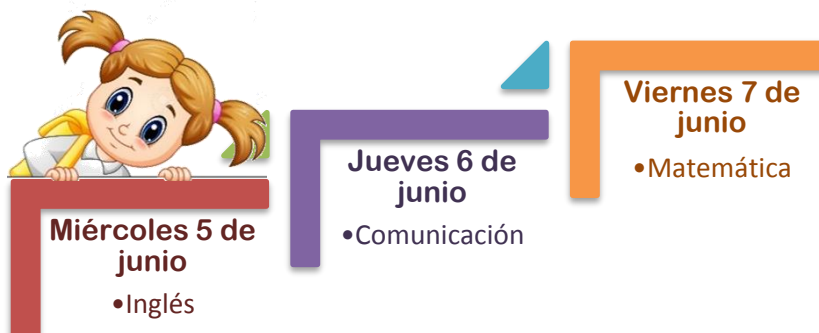 Miércoles 5 de
junio
•Inglés
Jueves 6 de
junio
•Comunicación
Viernes 7 de
junio
•Matemática